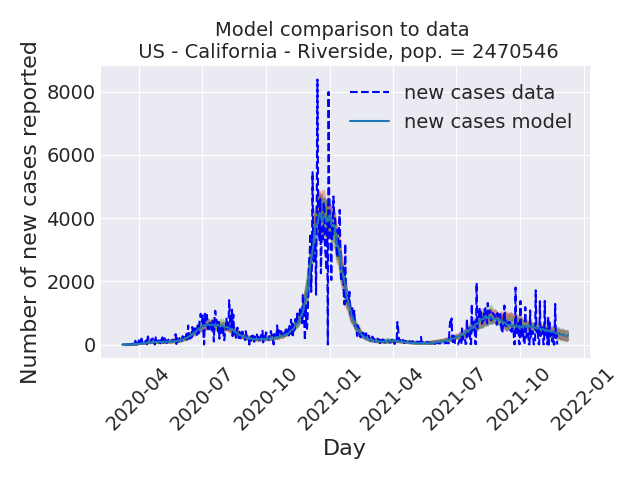 Model comparison to data
US - California - Riverside, pop. = 2470546
Number of new cases reported
8000
6000
4000
2000
0
new cases data
new cases model
2020-04
2020-07
2020-10
2021-01
2021-04
2021-07
2021-10
2022-01
Day